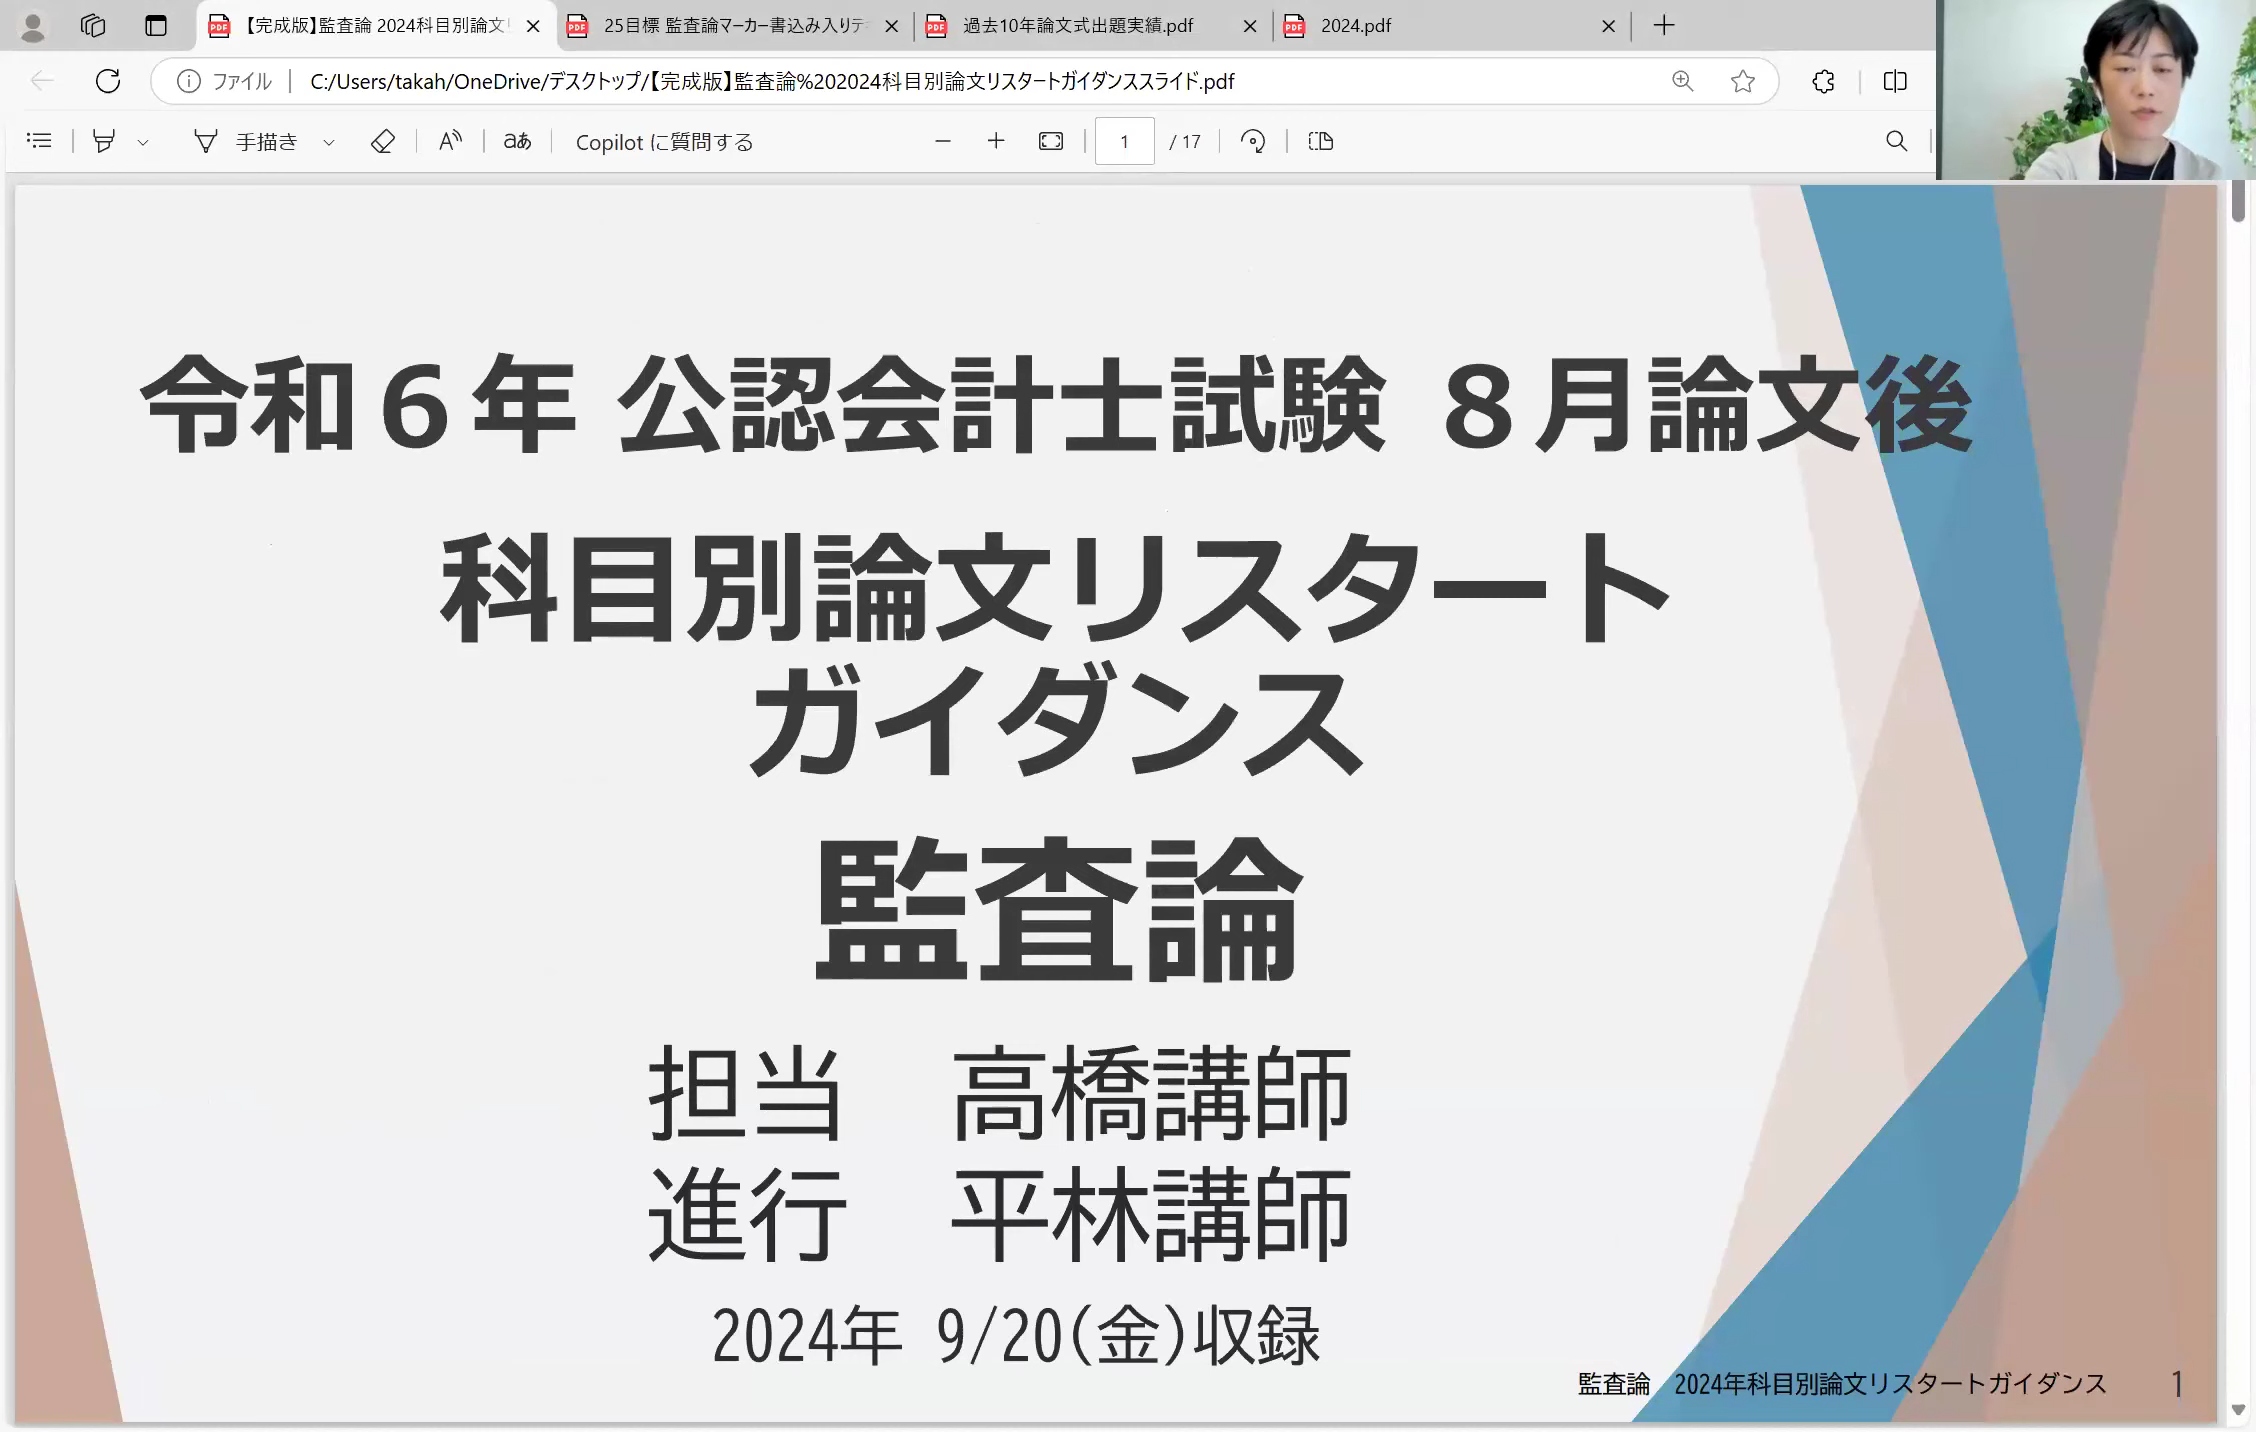 【完成版】監査論 2024科目別論文リ
25目標 監査論マーカー書込み入りテ
過去10年論文式出題実績.pdf
2024.pdf
ファイル
C:/Users/takah/OneDrive/デスクトップ/【完成版】監査論%202024科目別論文リスタートガイダンススライド.pdf
手描き
aあ
Copilot に質問する
1
/ 17
令和６年 公認会計士試験 ８月論文後
科目別論文リスタート
ガイダンス
監査論
担当　高橋講師
進行　平林講師
2024年 9/20(金)収録
監査論　2024年科目別論文リスタートガイダンス
1